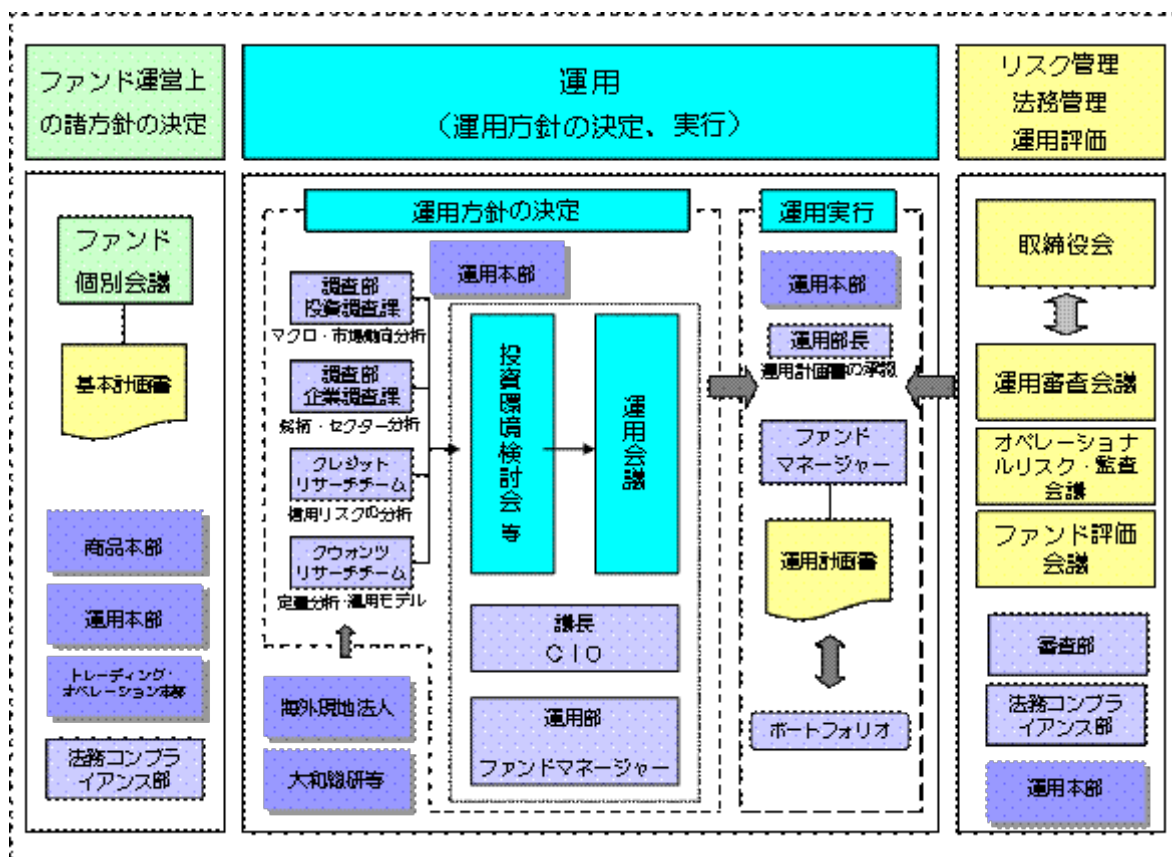 ファンド運営上
の諸方針の決定
運用
(運用方針の決定、実行)
リスク管理
法務管理
運用評価
ファンド
個別会議
基本計画書
商品本部
運用本部
トレーディング・
オペレーション本部
法務コンプラ
イアンス部
運用方針の決定
運用本部
調査部
投資調査課
マクロ・市場動向分析
調査部
企業調査課
銘柄・セクター分析
クレジット
リサーチチーム
信用リスクの分析
クウォンツ
リサーチチーム
定量分析・運用モデル
海外現地法人
大和総研等
投資環境検討会 等
運用会議
議長
CIO
運用部
ファンドマネージャー
運用実行
運用本部
運用部長
運用計画書の承認
ファンド
マネージャー
運用計画書
ポートフォリオ
取締役会
運用審査会議
オペレーショナ
ルリスク・監査
会議
ファンド評価
会議
審査部
法務コンプラ
イアンス部
運用本部